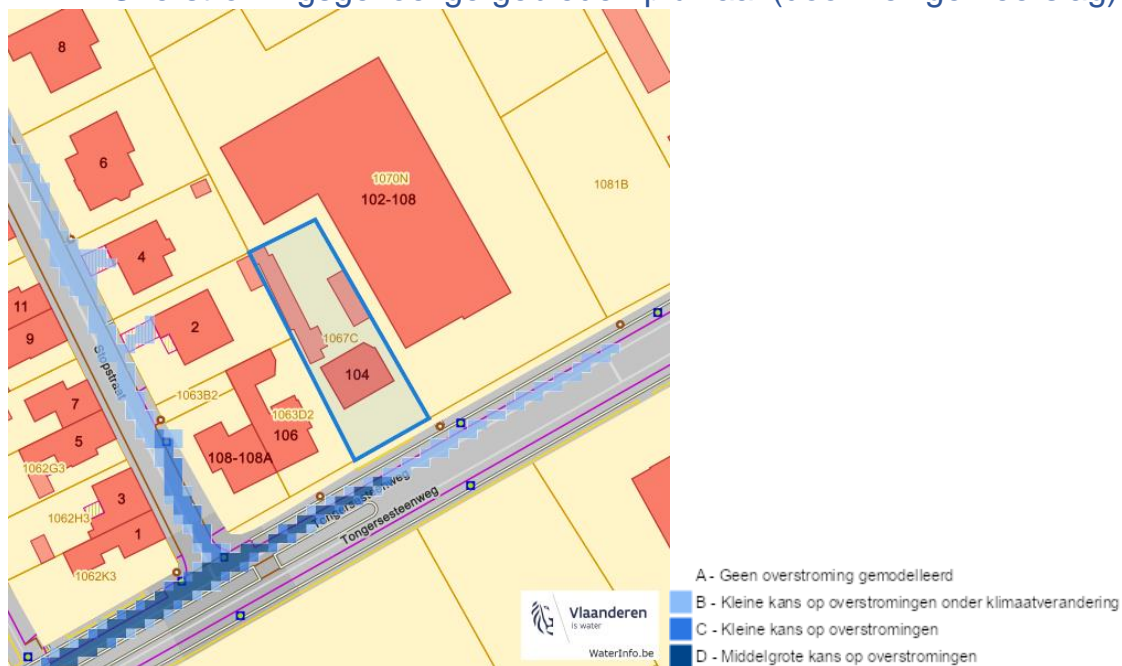 8
6
1070N
102-108
1081B
4
11
2
9
1067C
Stopstraat
104
7
1063B2
1063D2
5
106
108-108A
1062G3
Tongersesteenweg
3
Tongersesteenweg
1062H3
1
1062K3
A - Geen overstroming gemodelleerd
Vlaanderen
is water
B - Kleine kans op overstromingen onder klimaatverandering
C - Kleine kans op overstromingen
WaterInfo.be
D - Middelgrote kans op overstromingen